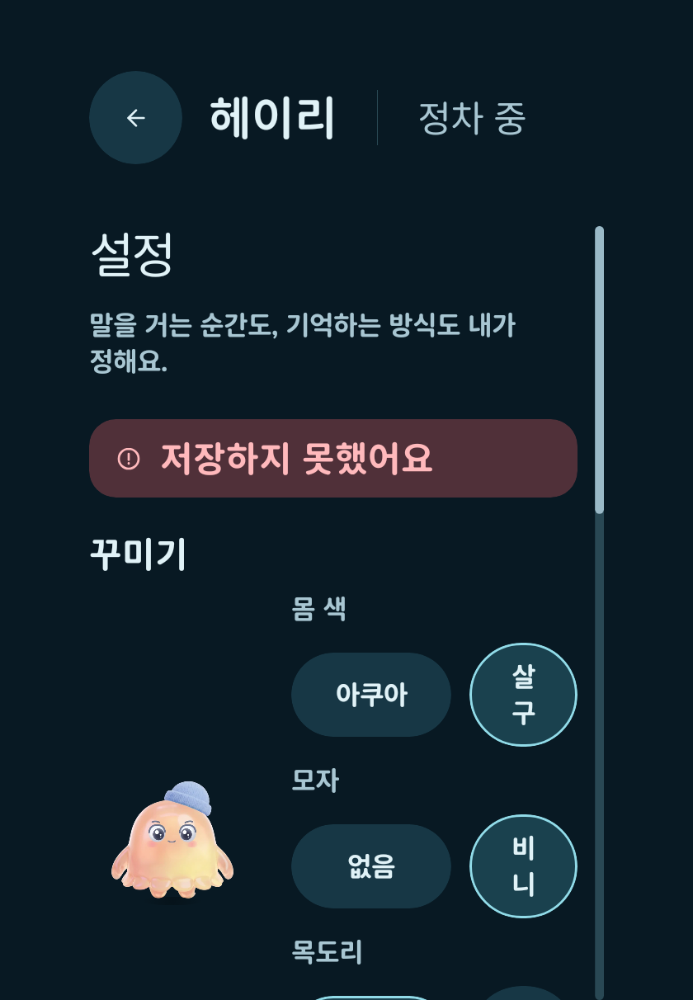 헤이리
정차 중
설정
말을 거는 순간도, 기억하는 방식도 내가
정해요.
저장하지 못했어요
꾸미기
몸 색
아쿠아
살
구
모자
없음
비
니
목도리